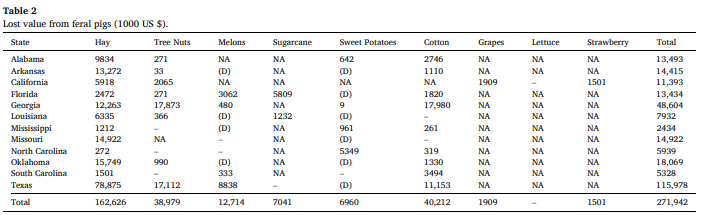 Table 2
Lost value from feral pigs (1000 US $).
State Hay Tree Nuts Melons Sugarcane Sweet Potatoes Cotton Grapes Lettuce Strawberry Total
Alabama 9834 271 NA NA 642 2746 NA NA NA 13,493
Arkansas 13,272 33 (D) NA (D) 1110 NA NA NA 14,415
California 5918 2065 NA NA NA NA 1909 – 1501 11,393
Florida 2472 271 3062 5809 (D) 1820 NA NA NA 13,434
Georgia 12,263 17,873 480 NA 9 17,980 NA NA NA 48,604
Louisiana 6335 366 (D) 1232 (D) – NA NA NA 7932
Mississippi 1212 – (D) NA 961 261 NA NA NA 2434
Missouri 14,922 NA – NA (D) – NA NA NA 14,922
North Carolina 272 – – NA 5349 319 NA NA NA 5939
Oklahoma 15,749 990 (D) NA (D) 1330 NA NA NA 18,069
South Carolina 1501 – 333 NA – 3494 NA NA NA 5328
Texas 78,875 17,112 8838 – (D) 11,153 NA NA NA 115,978
Total 162,626 38,979 12,714 7041 6960 40,212 1909 – 1501 271,942